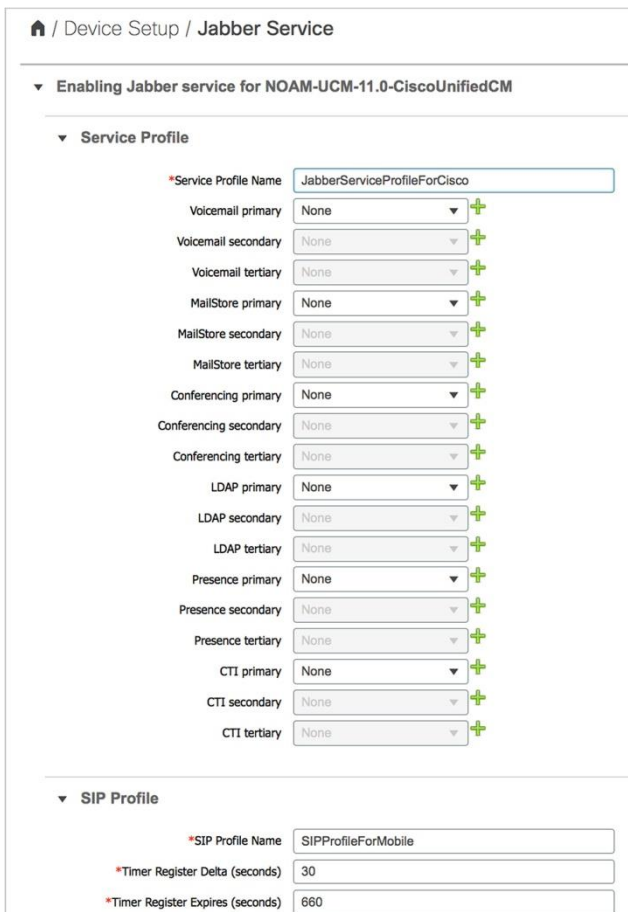 / Device Setup / Jabber Service
Enabling Jabber service for NOAM-UCM-11.0-CiscoUnifiedCM
Service Profile
*Service Profile Name JabberServiceProfileForCisco
Voicemail primary None
Voicemail secondary None
Voicemail tertiary None
MailStore primary None
MailStore secondary None
MailStore tertiary None
Conferencing primary None
Conferencing secondary None
Conferencing tertiary None
LDAP primary None
LDAP secondary None
LDAP tertiary None
Presence primary None
Presence secondary None
Presence tertiary None
CTI primary None
CTI secondary None
CTI tertiary None
SIP Profile
*SIP Profile Name SIPProfileForMobile
*Timer Register Delta (seconds) 30
*Timer Register Expires (seconds) 660